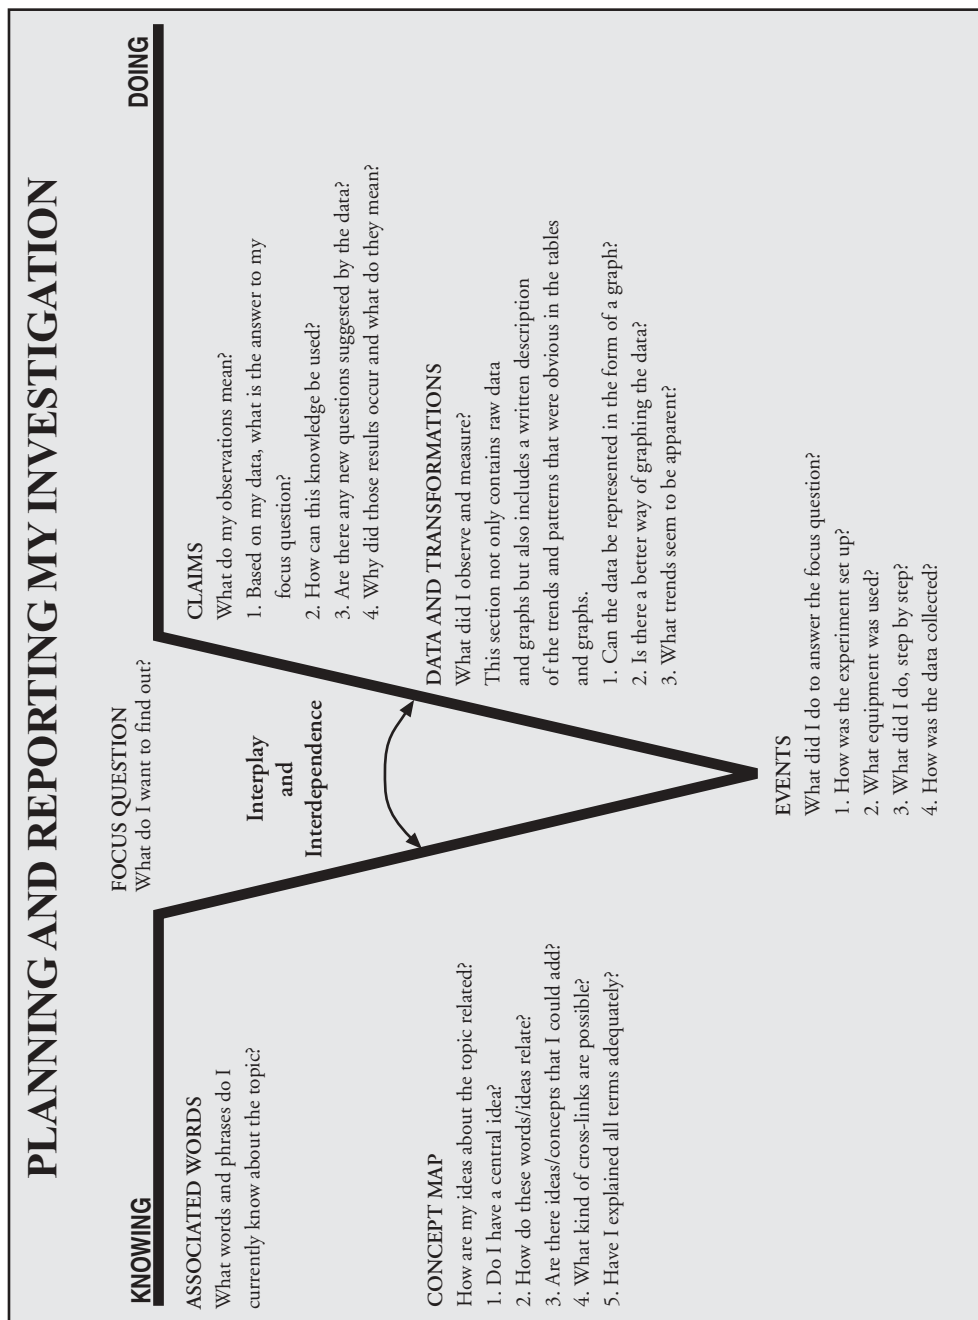 PLANNING AND REPORTING MY INVESTIGATION
KNOWING
DOING
FOCUS QUESTION
What do I want to find out?
Interplay
and
Interdependence
ASSOCIATED WORDS
What words and phrases do I
currently know about the topic?
CONCEPT MAP
How are my ideas about the topic related?
1. Do I have a central idea?
2. How do these words/ideas relate?
3. Are there ideas/concepts that I could add?
4. What kind of cross-links are possible?
5. Have I explained all terms adequately?
CLAIMS
What do my observations mean?
1. Based on my data, what is the answer to my
focus question?
2. How can this knowledge be used?
3. Are there any new questions suggested by the data?
4. Why did those results occur and what do they mean?
DATA AND TRANSFORMATIONS
What did I observe and measure?
This section not only contains raw data
and graphs but also includes a written description
of the trends and patterns that were obvious in the tables
and graphs.
1. Can the data be represented in the form of a graph?
2. Is there a better way of graphing the data?
3. What trends seem to be apparent?
EVENTS
What did I do to answer the focus question?
1. How was the experiment set up?
2. What equipment was used?
3. What did I do, step by step?
4. How was the data collected?